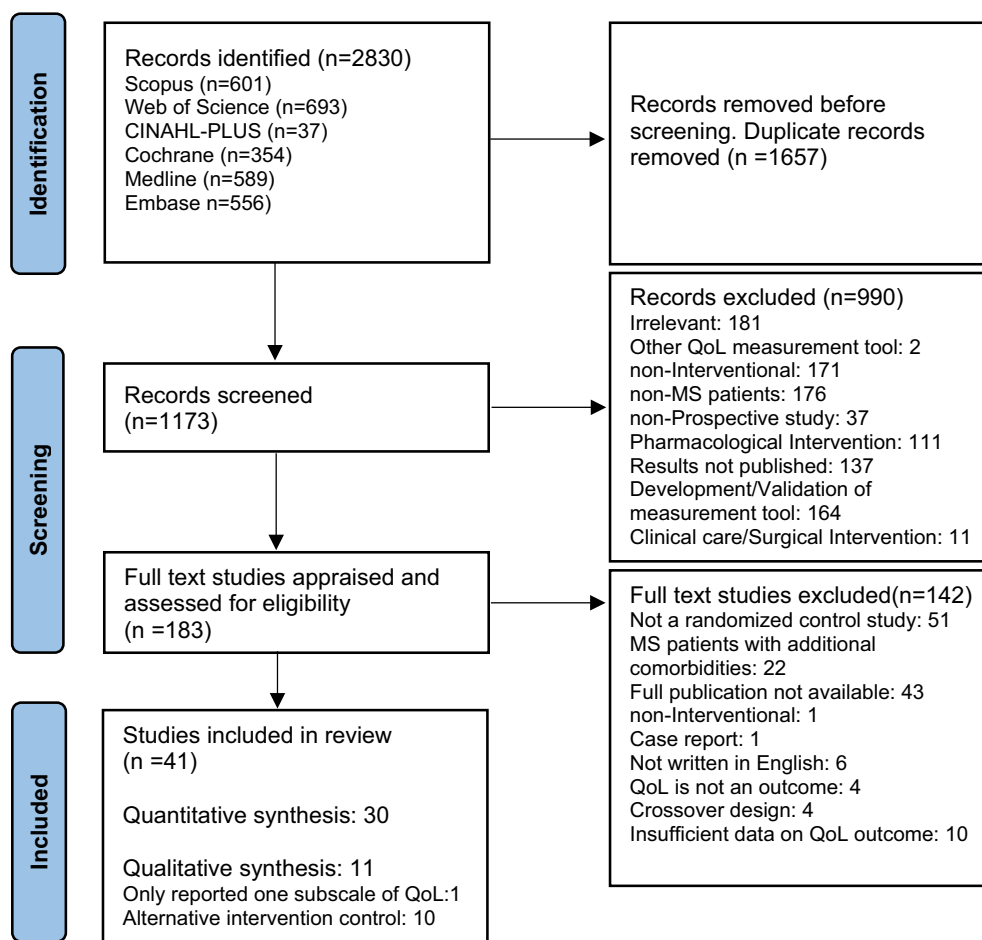 Identification
Records identified (n=2830)
Scopus (n=601)
Web of Science (n=693)
CINAHL-PLUS (n=37)
Cochrane (n=354)
Medline (n=589)
Embase n=556)
Records removed before
screening. Duplicate records
removed (n =1657)
Screening
Records screened
(n=1173)
Records excluded (n=990)
Irrelevant: 181
Other QoL measurement tool: 2
non-Interventional: 171
non-MS patients: 176
non-Prospective study: 37
Pharmacological Intervention: 111
Results not published: 137
Development/Validation of
measurement tool: 164
Clinical care/Surgical Intervention: 11
Full text studies appraised and
assessed for eligibility
(n =183)
Full text studies excluded(n=142)
Not a randomized control study: 51
MS patients with additional
comorbidities: 22
Full publication not available: 43
non-Interventional: 1
Case report: 1
Not written in English: 6
QoL is not an outcome: 4
Crossover design: 4
Insufficient data on QoL outcome: 10
Included
Studies included in review
(n =41)
Quantitative synthesis: 30
Qualitative synthesis: 11
Only reported one subscale of QoL:1
Alternative intervention control: 10